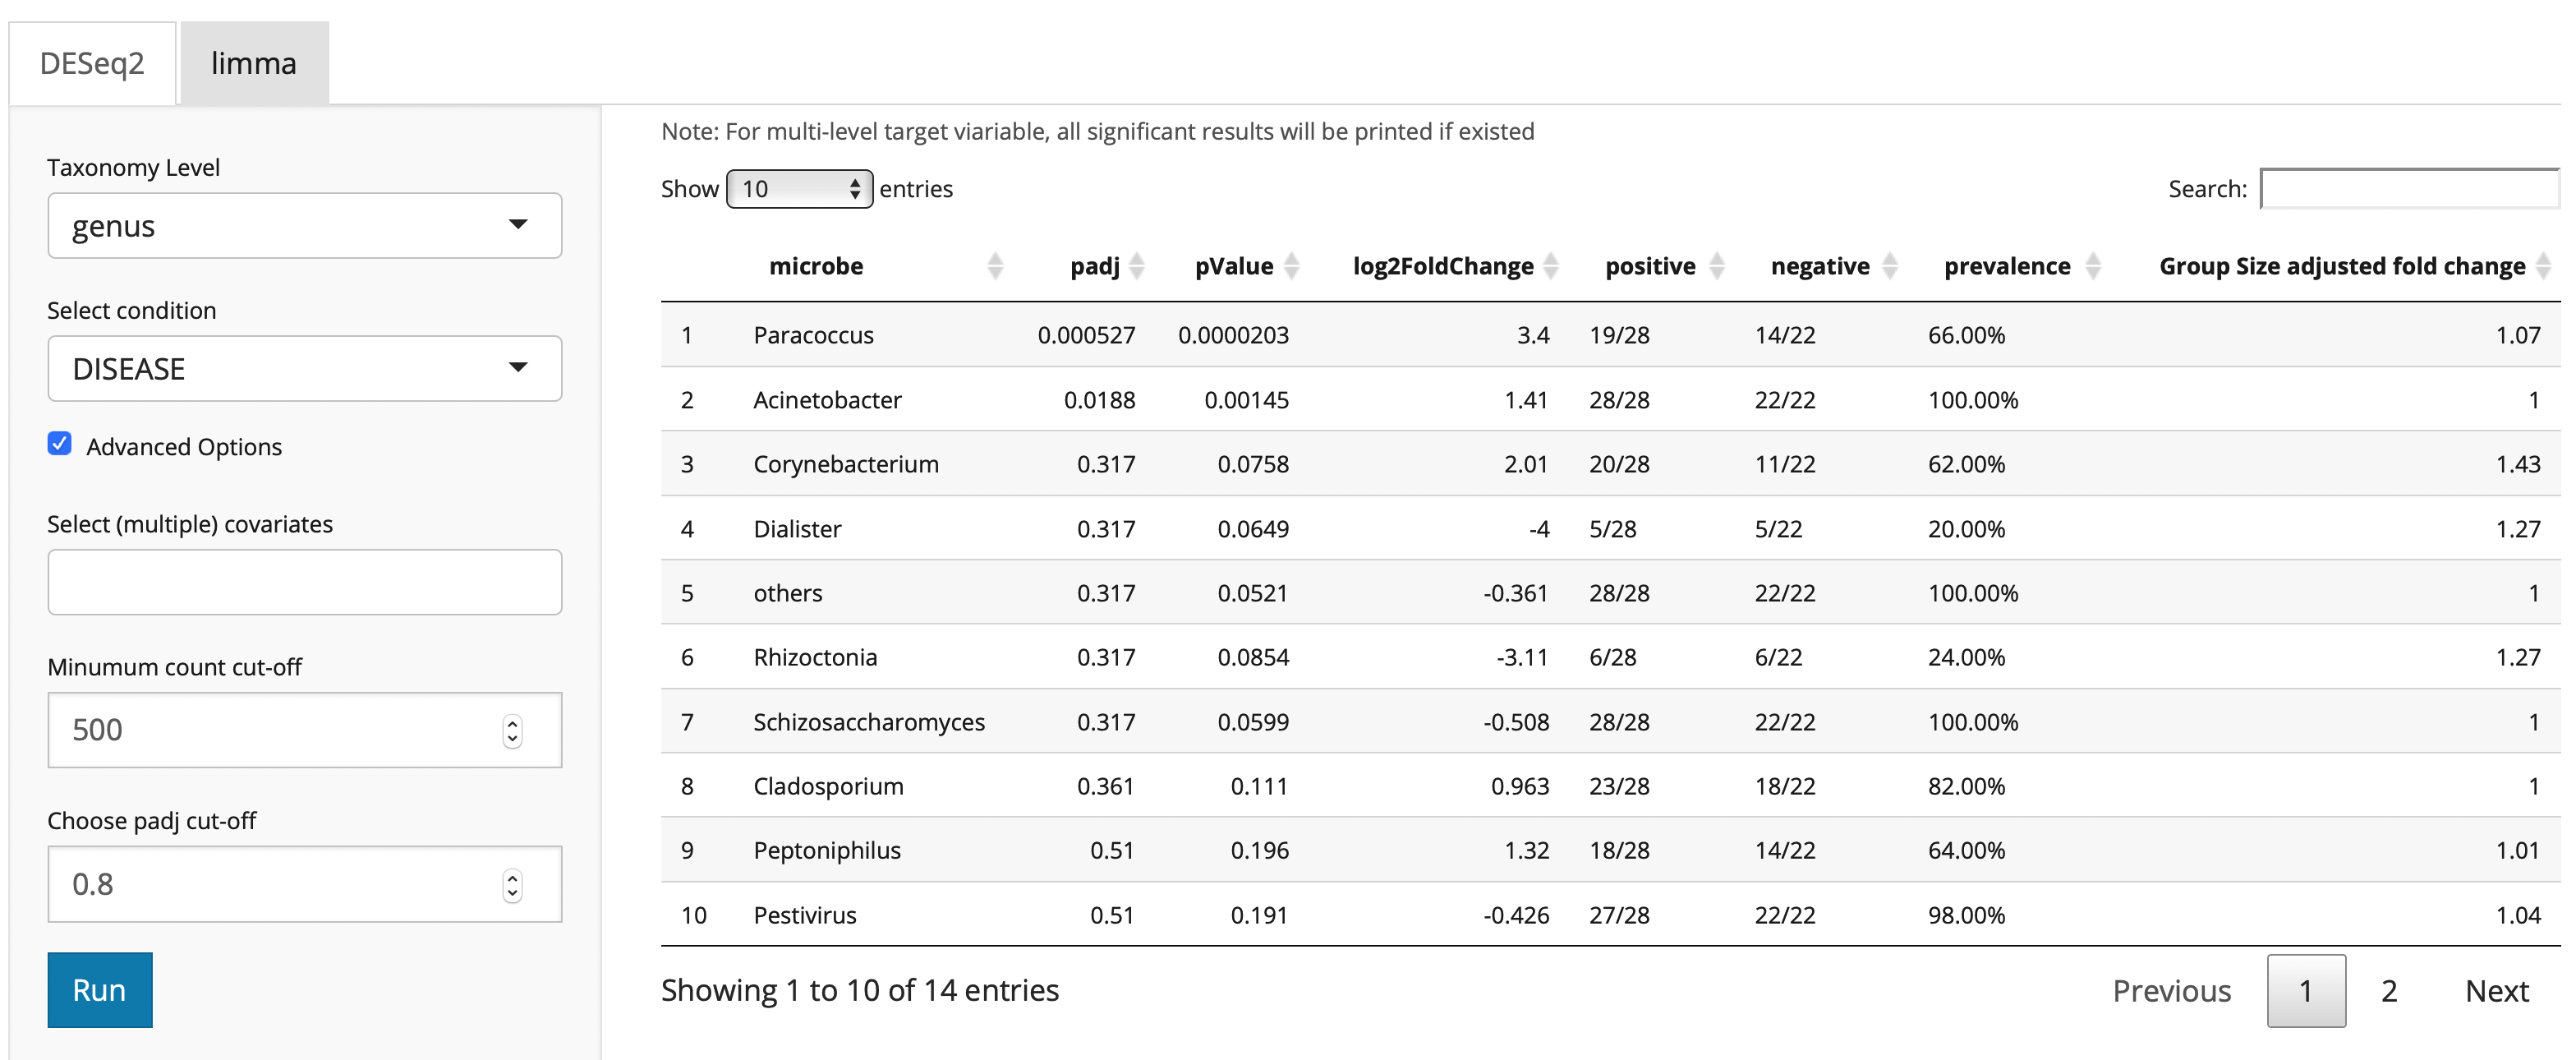 DESeq2 limma
Taxonomy Level
genus
Select condition
DISEASE
Advanced Options
Select (multiple) covariates
Minumum count cut-off
500
Choose padj cut-off
0.8
Run
Note: For multi-level target viariable, all significant results will be printed if existed
Show 10 entries Search:
microbe padj pValue log2FoldChange positive negative prevalence Group Size adjusted fold change
1 Paracoccus 0.000527 0.0000203 3.4 19/28 14/22 66.00% 1.07
2 Acinetobacter 0.0188 0.00145 1.41 28/28 22/22 100.00% 1
3 Corynebacterium 0.317 0.0758 2.01 20/28 11/22 62.00% 1.43
4 Dialister 0.317 0.0649 -4 5/28 5/22 20.00% 1.27
5 others 0.317 0.0521 -0.361 28/28 22/22 100.00% 1
6 Rhizoctonia 0.317 0.0854 -3.11 6/28 6/22 24.00% 1.27
7 Schizosaccharomyces 0.317 0.0599 -0.508 28/28 22/22 100.00% 1
8 Cladosporium 0.361 0.111 0.963 23/28 18/22 82.00% 1
9 Peptoniphilus 0.51 0.196 1.32 18/28 14/22 64.00% 1.01
10 Pestivirus 0.51 0.191 -0.426 27/28 22/22 98.00% 1.04
Showing 1 to 10 of 14 entries Previous 1 2 Next